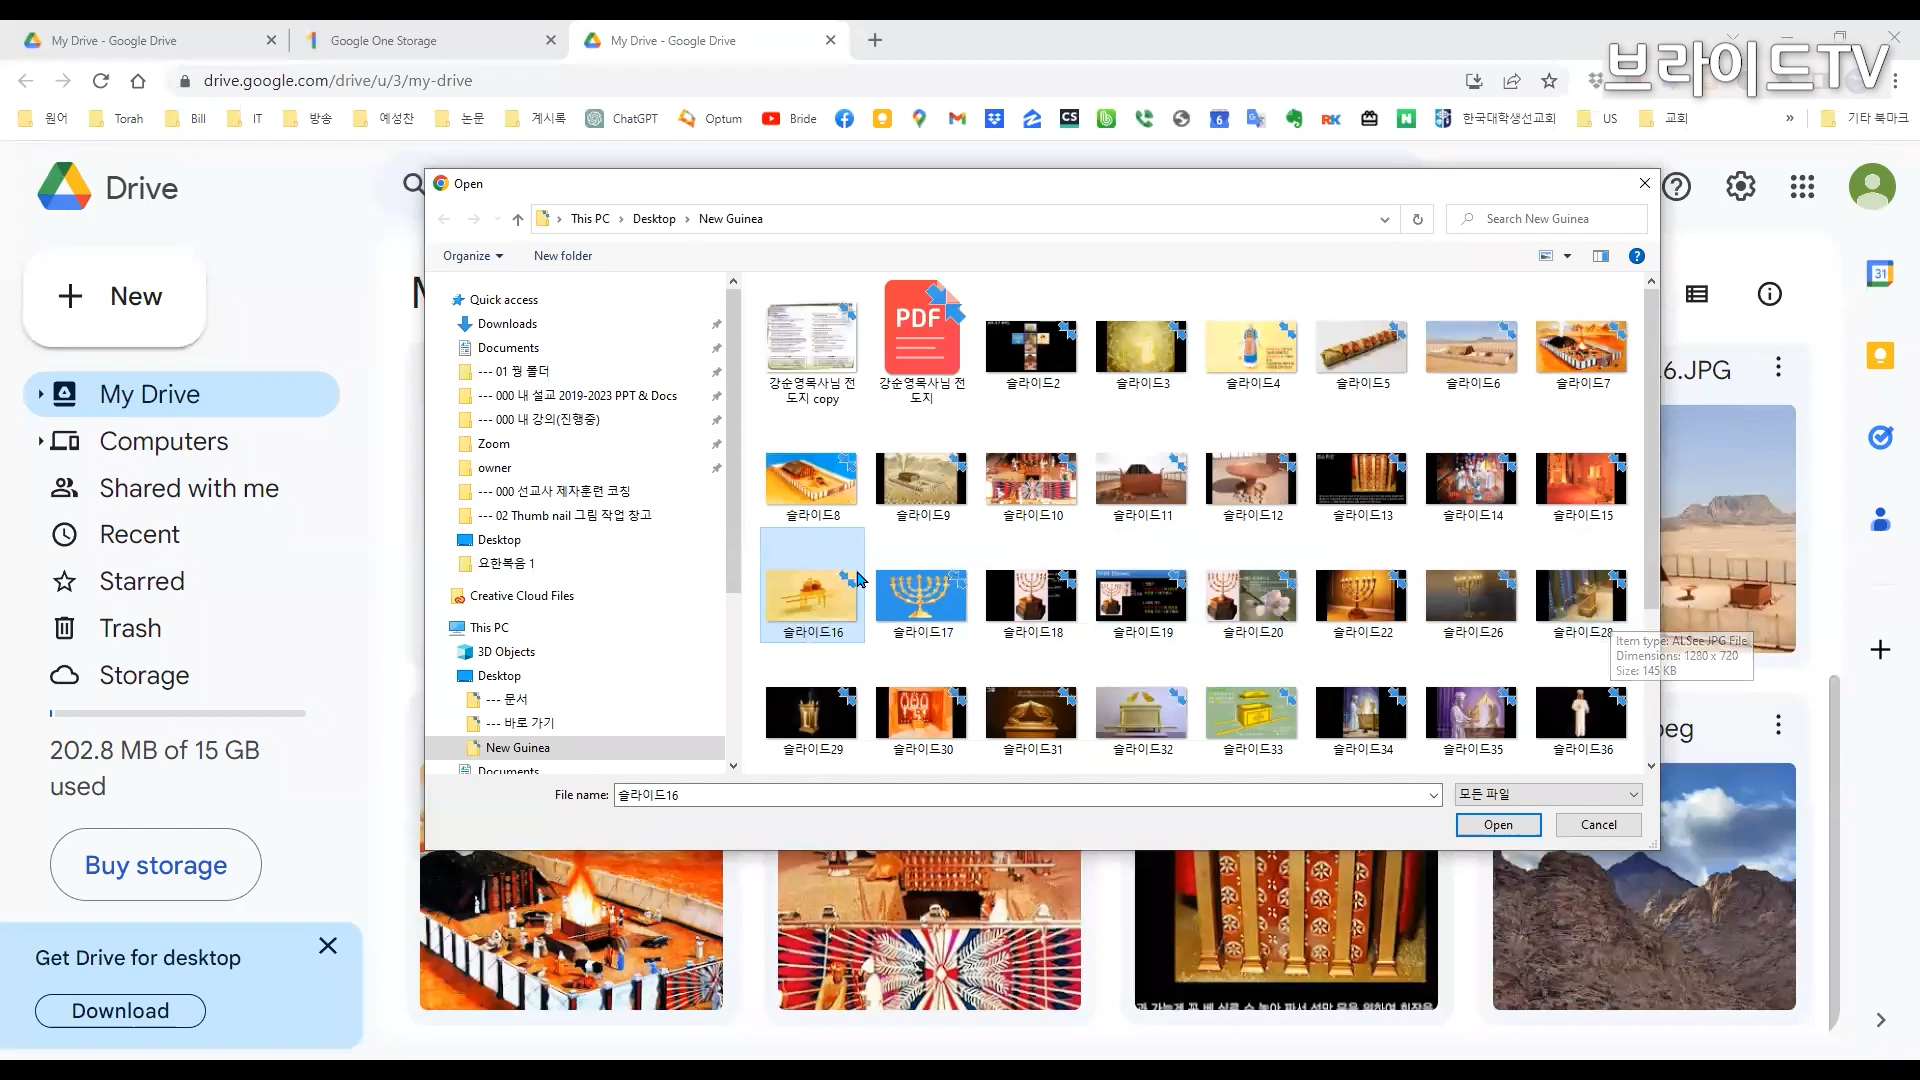 My Drive - Google Drive
Google One Storage
My Drive - Google Drive
브라이드TV
drive.google.com/drive/u/3/my-drive
원어 Torah Bill IT 방송 예성찬 논문 게시록 ChatGPT Optum Bride 한국대학생선교회 US 교회 » 기타 북마크
Drive
New
My Drive
Computers
Shared with me
Recent
Starred
Trash
Storage
202.8 MB of 15 GB
used
Buy storage
Get Drive for desktop
Download
Open
This PC > Desktop > New Guinea
Search New Guinea
Organize
New folder
Quick access
Downloads
Documents
--- 01 꿩 폴더
--- 000 내 설교 2019-2023 PPT & Docs
--- 000 내 강의(진행중)
Zoom
owner
--- 000 선교사 제자훈련 코칭
--- 02 Thumb nail 그림 작업 창고
Desktop
요한복음 1
Creative Cloud Files
This PC
3D Objects
Desktop
--- 문서
--- 바로 가기
New Guinea
Documents
PDF
강순영목사님 전
도지 copy
강순영목사님 전
도지
슬라이드2
슬라이드3
슬라이드4
슬라이드5
슬라이드6
슬라이드7
슬라이드8
슬라이드9
슬라이드10
슬라이드11
슬라이드12
슬라이드13
슬라이드14
슬라이드15
슬라이드16
슬라이드17
슬라이드18
슬라이드19
슬라이드20
슬라이드22
슬라이드26
슬라이드28
Item type: ALSee JPG File
Dimensions: 1280 x 720
Size: 145 KB
슬라이드29
슬라이드30
슬라이드31
슬라이드32
슬라이드33
슬라이드34
슬라이드35
슬라이드36
File name: 슬라이드16
모든 파일
Open
Cancel
6.JPG
31